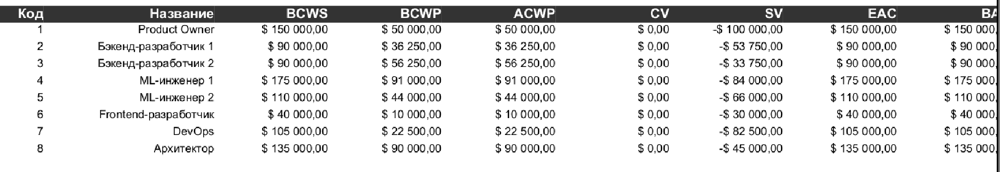 Код Название BCWS BCWP ACWP CV SV EAC BA
1 Product Owner $ 150 000,00 $ 50 000,00 $ 50 000,00 $ 0,00 -$ 100 000,00 $ 150 000,00 $ 150 000,
2 Бэкенд-разработчик 1 $ 90 000,00 $ 36 250,00 $ 36 250,00 $ 0,00 -$ 53 750,00 $ 90 000,00 $ 90 000,
3 Бэкенд-разработчик 2 $ 90 000,00 $ 56 250,00 $ 56 250,00 $ 0,00 -$ 33 750,00 $ 90 000,00 $ 90 000,
4 ML-инженер 1 $ 175 000,00 $ 91 000,00 $ 91 000,00 $ 0,00 -$ 84 000,00 $ 175 000,00 $ 175 000,
5 ML-инженер 2 $ 110 000,00 $ 44 000,00 $ 44 000,00 $ 0,00 -$ 66 000,00 $ 110 000,00 $ 110 000,
6 Frontend-разработчик $ 40 000,00 $ 10 000,00 $ 10 000,00 $ 0,00 -$ 30 000,00 $ 40 000,00 $ 40 000,
7 DevOps $ 105 000,00 $ 22 500,00 $ 22 500,00 $ 0,00 -$ 82 500,00 $ 105 000,00 $ 105 000,
8 Архитектор $ 135 000,00 $ 90 000,00 $ 90 000,00 $ 0,00 -$ 45 000,00 $ 135 000,00 $ 135 000,